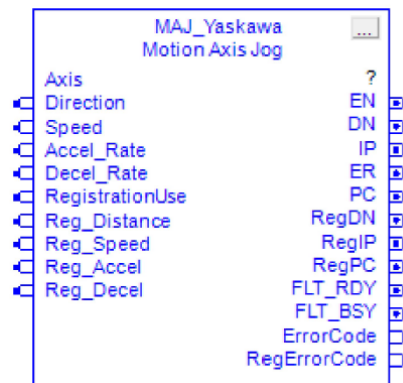 MAJ_Yaskawa ...
Motion Axis Jog
Axis ?
Direction EN
Speed DN
Accel_Rate IP
Decel_Rate ER
RegistrationUse PC
Reg_Distance RegDN
Reg_Speed RegIP
Reg_Accel RegPC
Reg_Decel FLT_RDY
FLT_BSY
ErrorCode
RegErrorCode